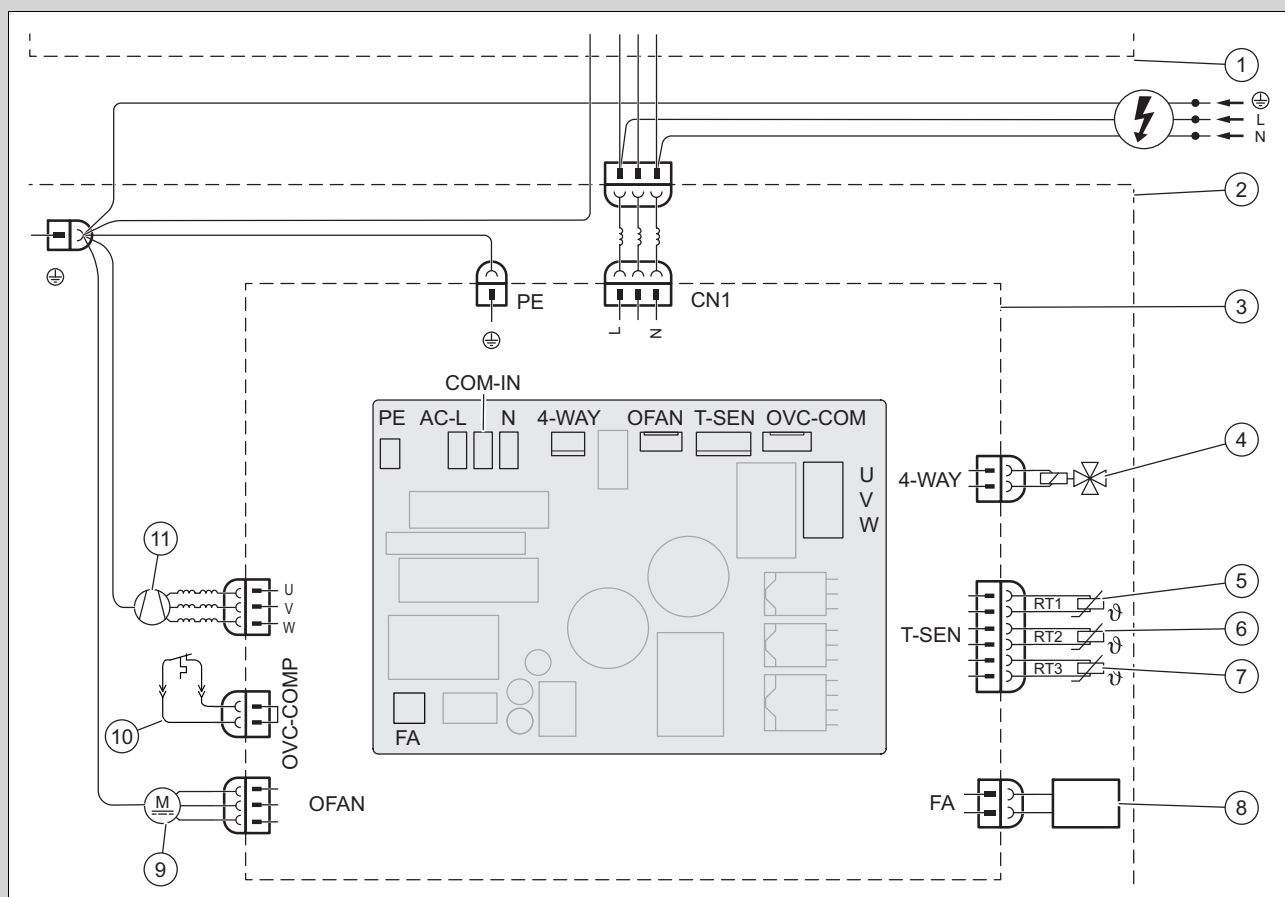 1
L
N
2
PE
CN1
3
L
N
COM-IN
PE AC-L N 4-WAY OFAN T-SEN OVC-COM
U
V
W
4-WAY
4
11
U
V
W
T-SEN
RT1
ϑ
5
RT2
ϑ
6
RT3
ϑ
7
10
OVC-COMP
FA
M
OFAN
9
FA
8